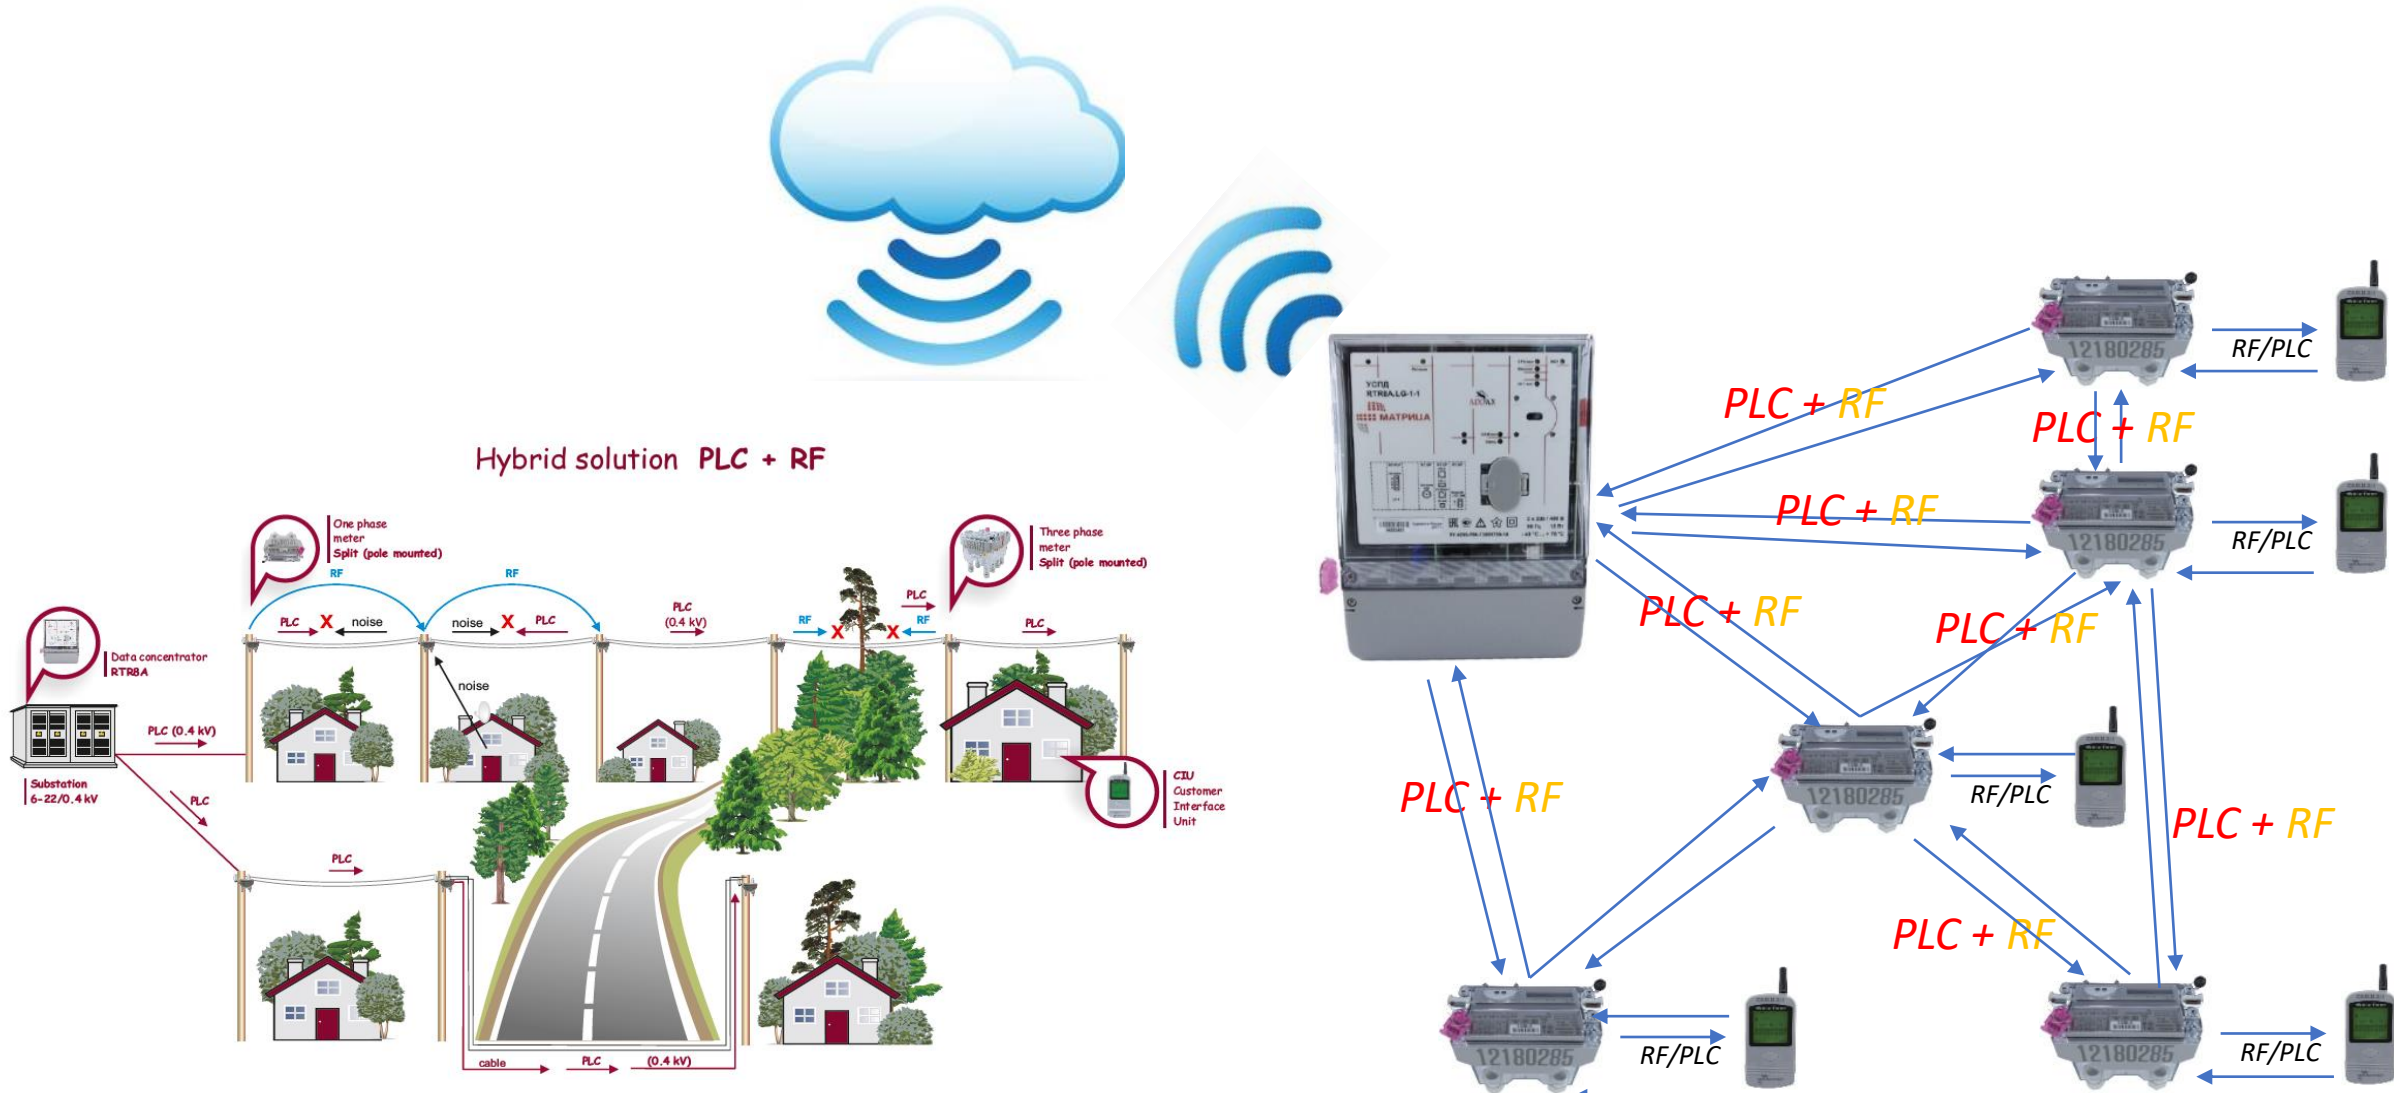 Hybrid solution PLC + RF
One phase
meter
Split (pole mounted)
Three phase
meter
Split (pole mounted)
RF
RF
PLC
X
noise
noise
X
PLC
PLC
(0.4 kV)
RF
X
X
RF
PLC
PLC
Data concentrator
RTR8A
noise
PLC (0.4 kV)
Substation
6-22/0.4 kV
PLC
PLC
CIU
Customer
Interface
Unit
cable
PLC
(0.4 kV)
УСПД
RTR8A.LG-1-1
МАТРИЦА
PLC + RF
PLC + RF
PLC + RF
PLC + RF
PLC + RF
PLC + RF
PLC + RF
PLC + RF
12180285
RF/PLC
12180285
RF/PLC
12180285
RF/PLC
12180285
RF/PLC
12180285
RF/PLC